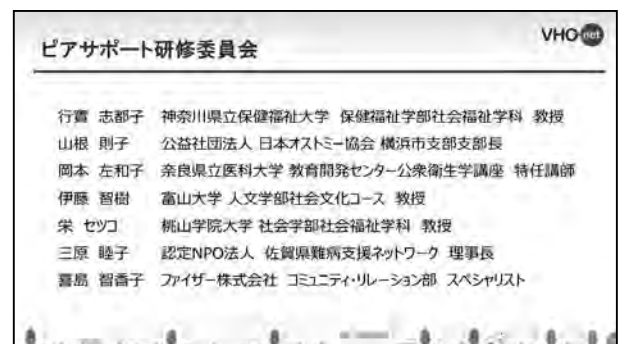 VHO net
ピアサポート研修委員会
行實 志都子 神奈川県立保健福祉大学 保健福祉学部社会福祉学科 教授
山根 則子 公益社団法人 日本オストミー協会 横浜市支部支部長
岡本 左和子 奈良県立医科大学 教育開発センター公衆衛生学講座 特任講師
伊藤 智樹 富山大学 人文学部社会文化コース 教授
栄 セツコ 桃山学院大学 社会学部社会福祉学科 教授
三原 睦子 認定NPO法人 佐賀県難病支援ネットワーク 理事長
喜島 智香子 ファイザー株式会社 コミュニティ・リレーション部 スペシャリスト